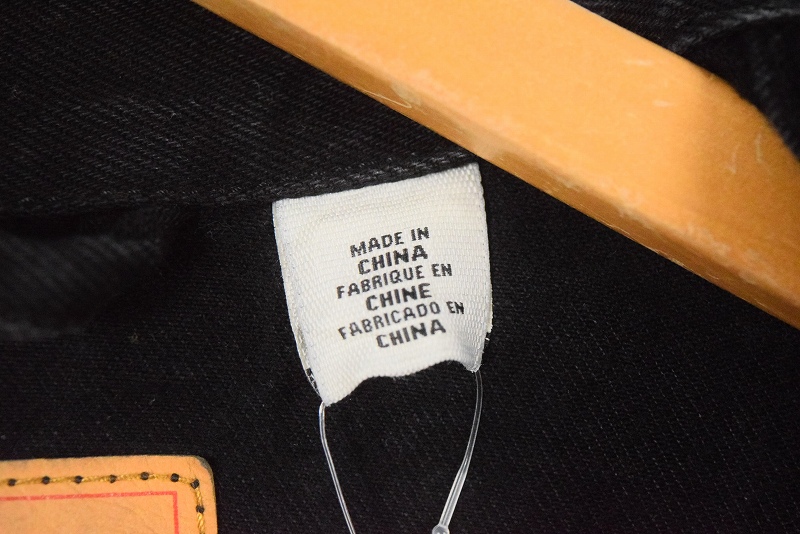 MADE IN
CHINA
FABRIQUE EN
CHINE
FABRICADO EN
CHINA